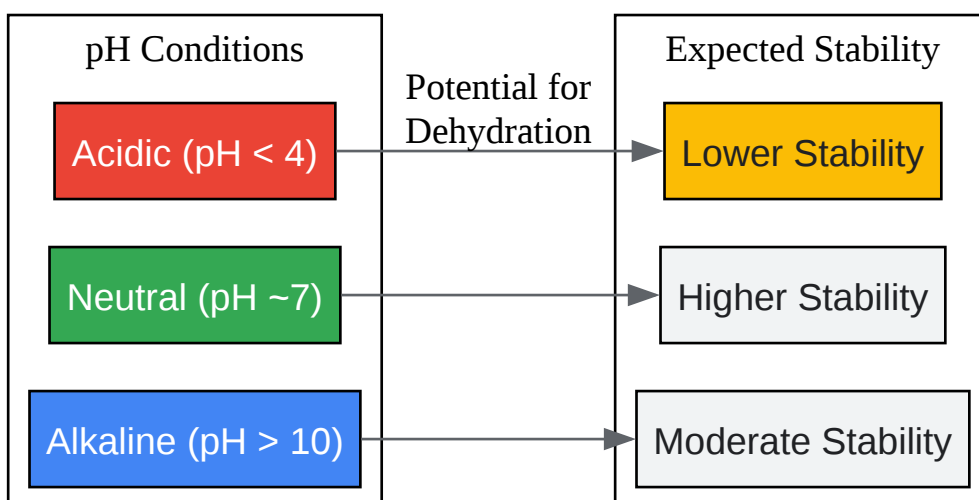 pH Conditions
Expected Stability
Potential for
Dehydration
Acidic (pH < 4)
Lower Stability
Neutral (pH ~7)
Higher Stability
Alkaline (pH > 10)
Moderate Stability